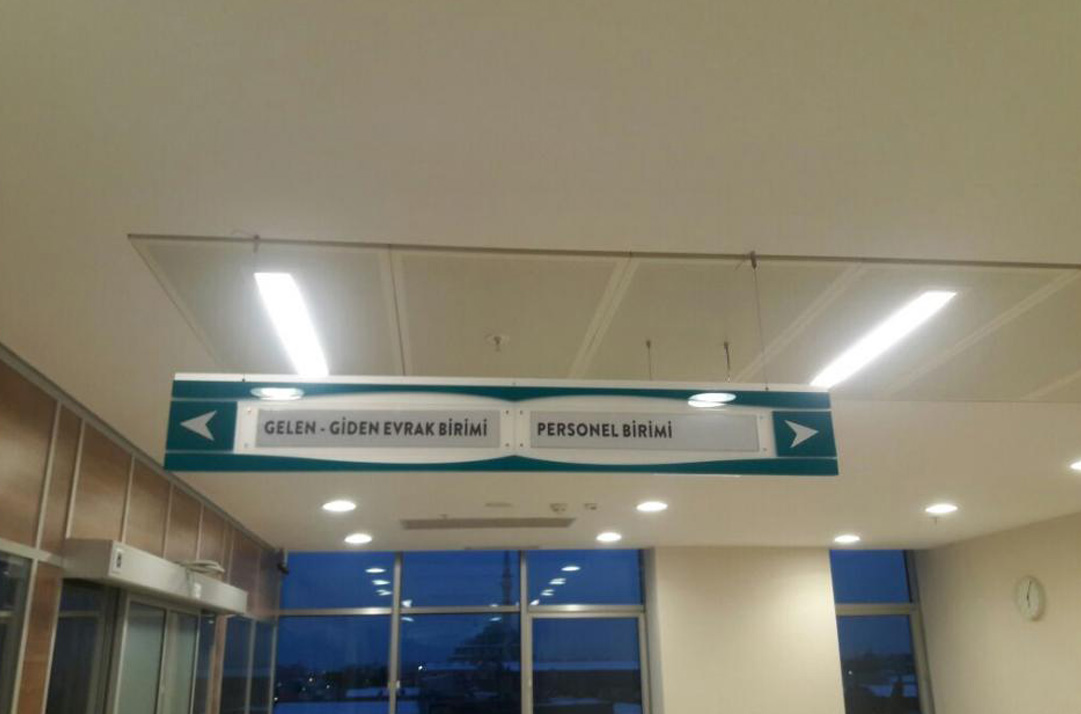 GELEN - GİDEN EVRAK BİRİMİ
PERSONEL BİRİMİ